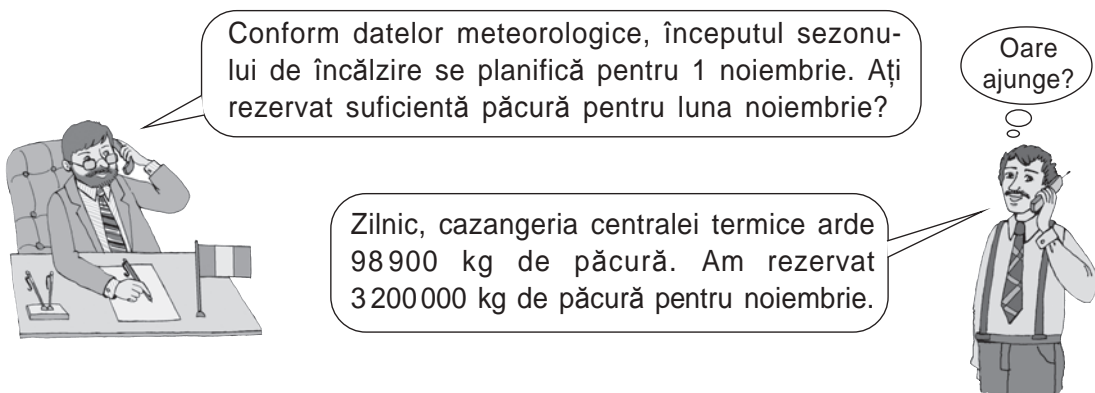 Conform datelor meteorologice, începutul sezonu-
lui de încălzire se planifică pentru 1 noiembrie. Aţi
rezervat suficientă păcură pentru luna noiembrie?
Oare
ajunge?
Zilnic, cazangeria centralei termice arde
98 900 kg de păcură. Am rezervat
3 200 000 kg de păcură pentru noiembrie.